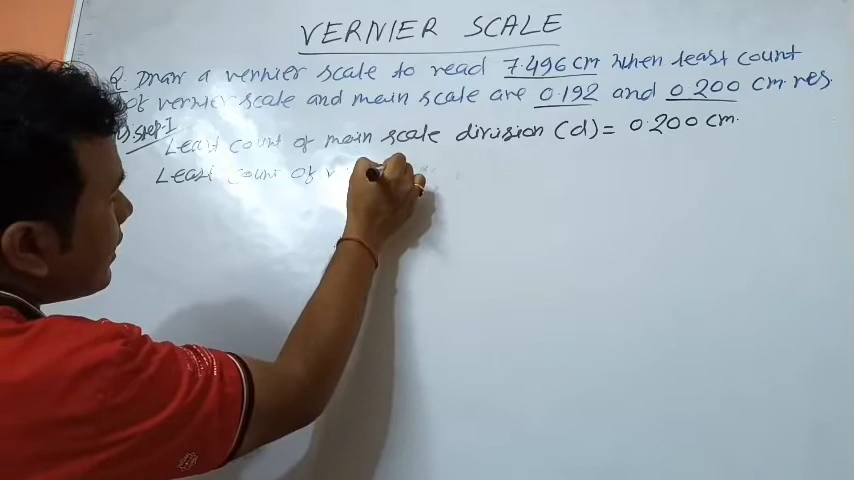 VERNIER SCALE
Q. Draw a vernier scale to read 7.496 cm when least count
of vernier scale and main scale are 0.192 and 0.200 cm res.
Step-I
Least count of main scale division (d) = 0.200 cm.
Least count of v